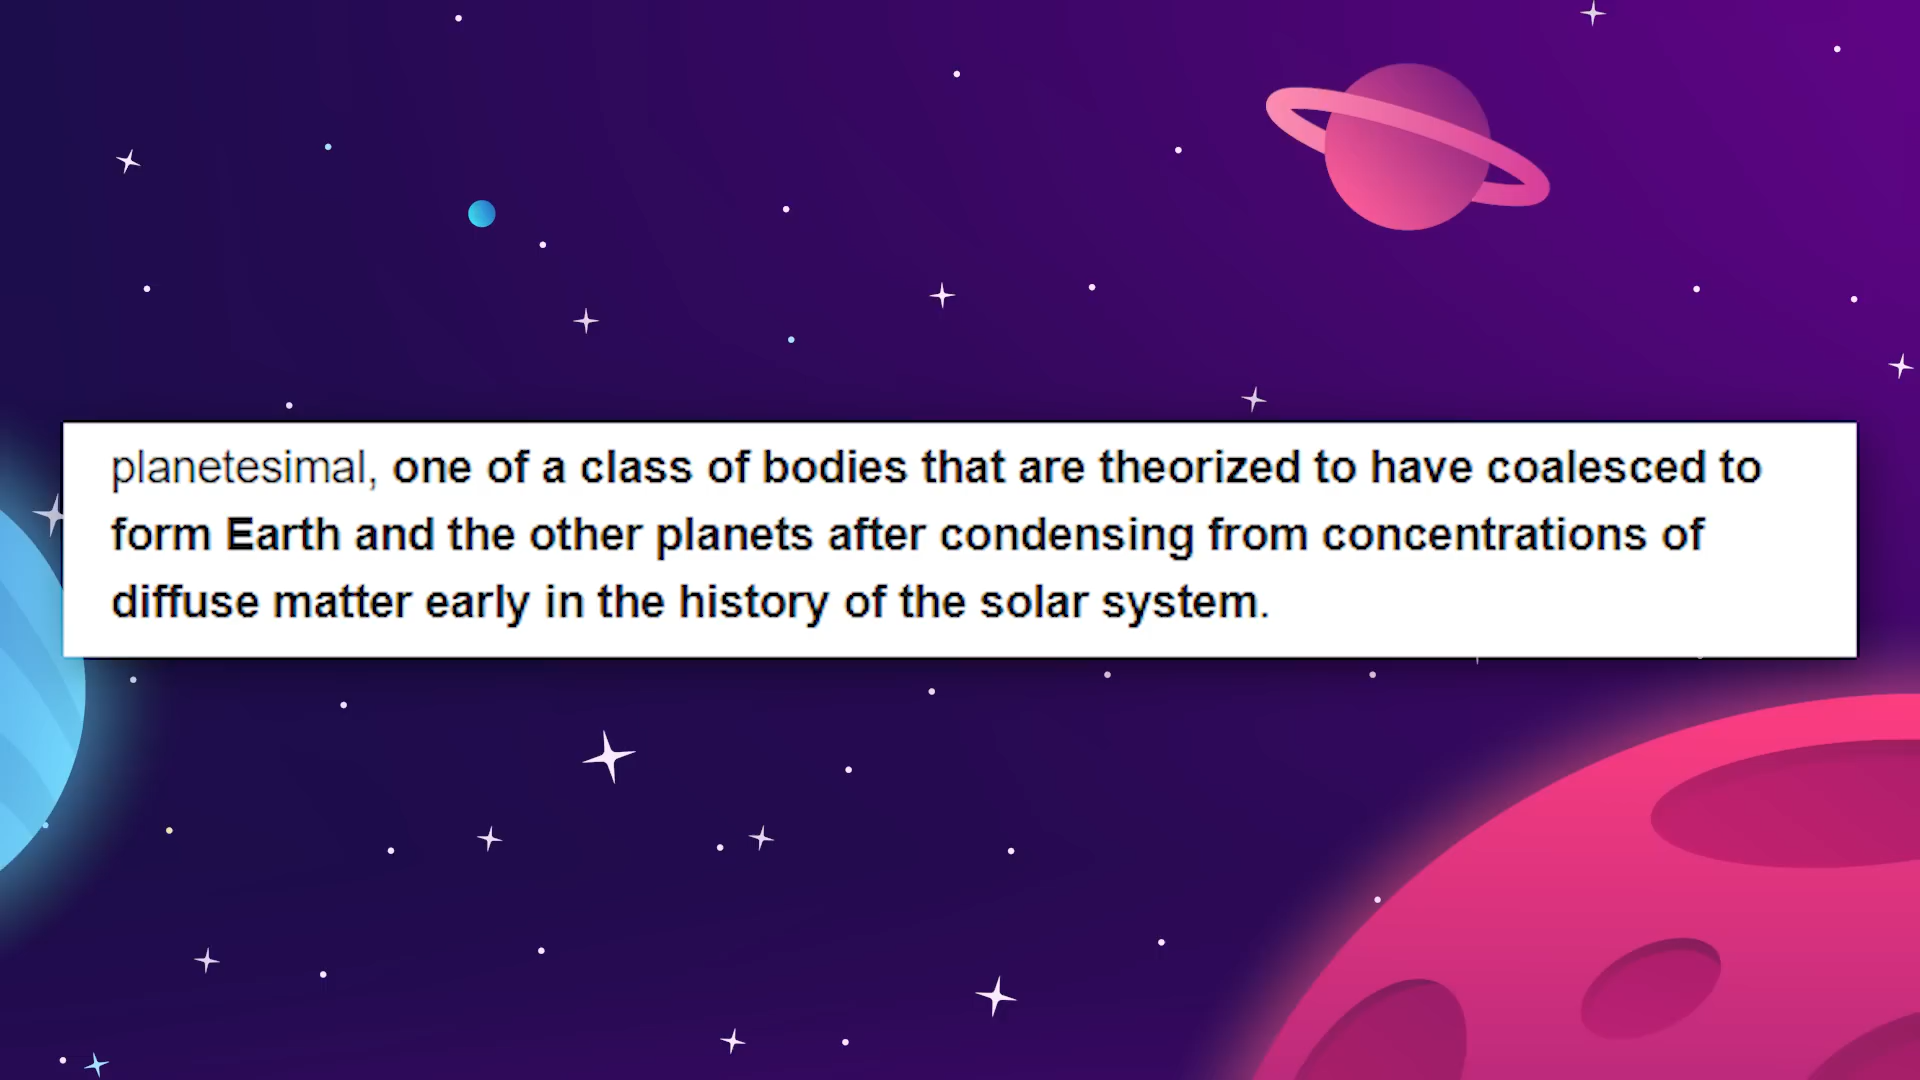 planetesimal, one of a class of bodies that are theorized to have coalesced to
form Earth and the other planets after condensing from concentrations of
diffuse matter early in the history of the solar system.